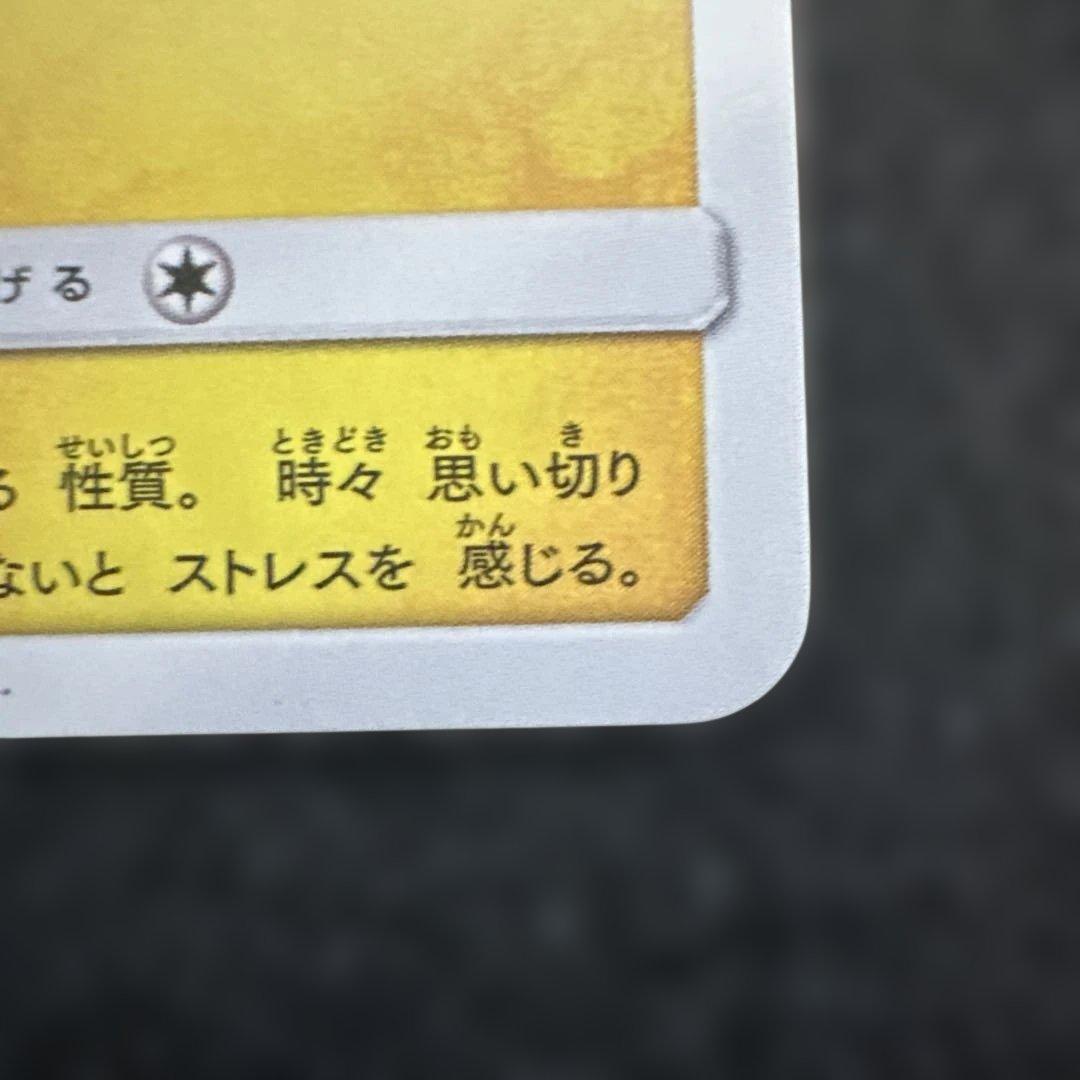 げる
る 性質。 時々 思い切り
ないと ストレスを 感じる。